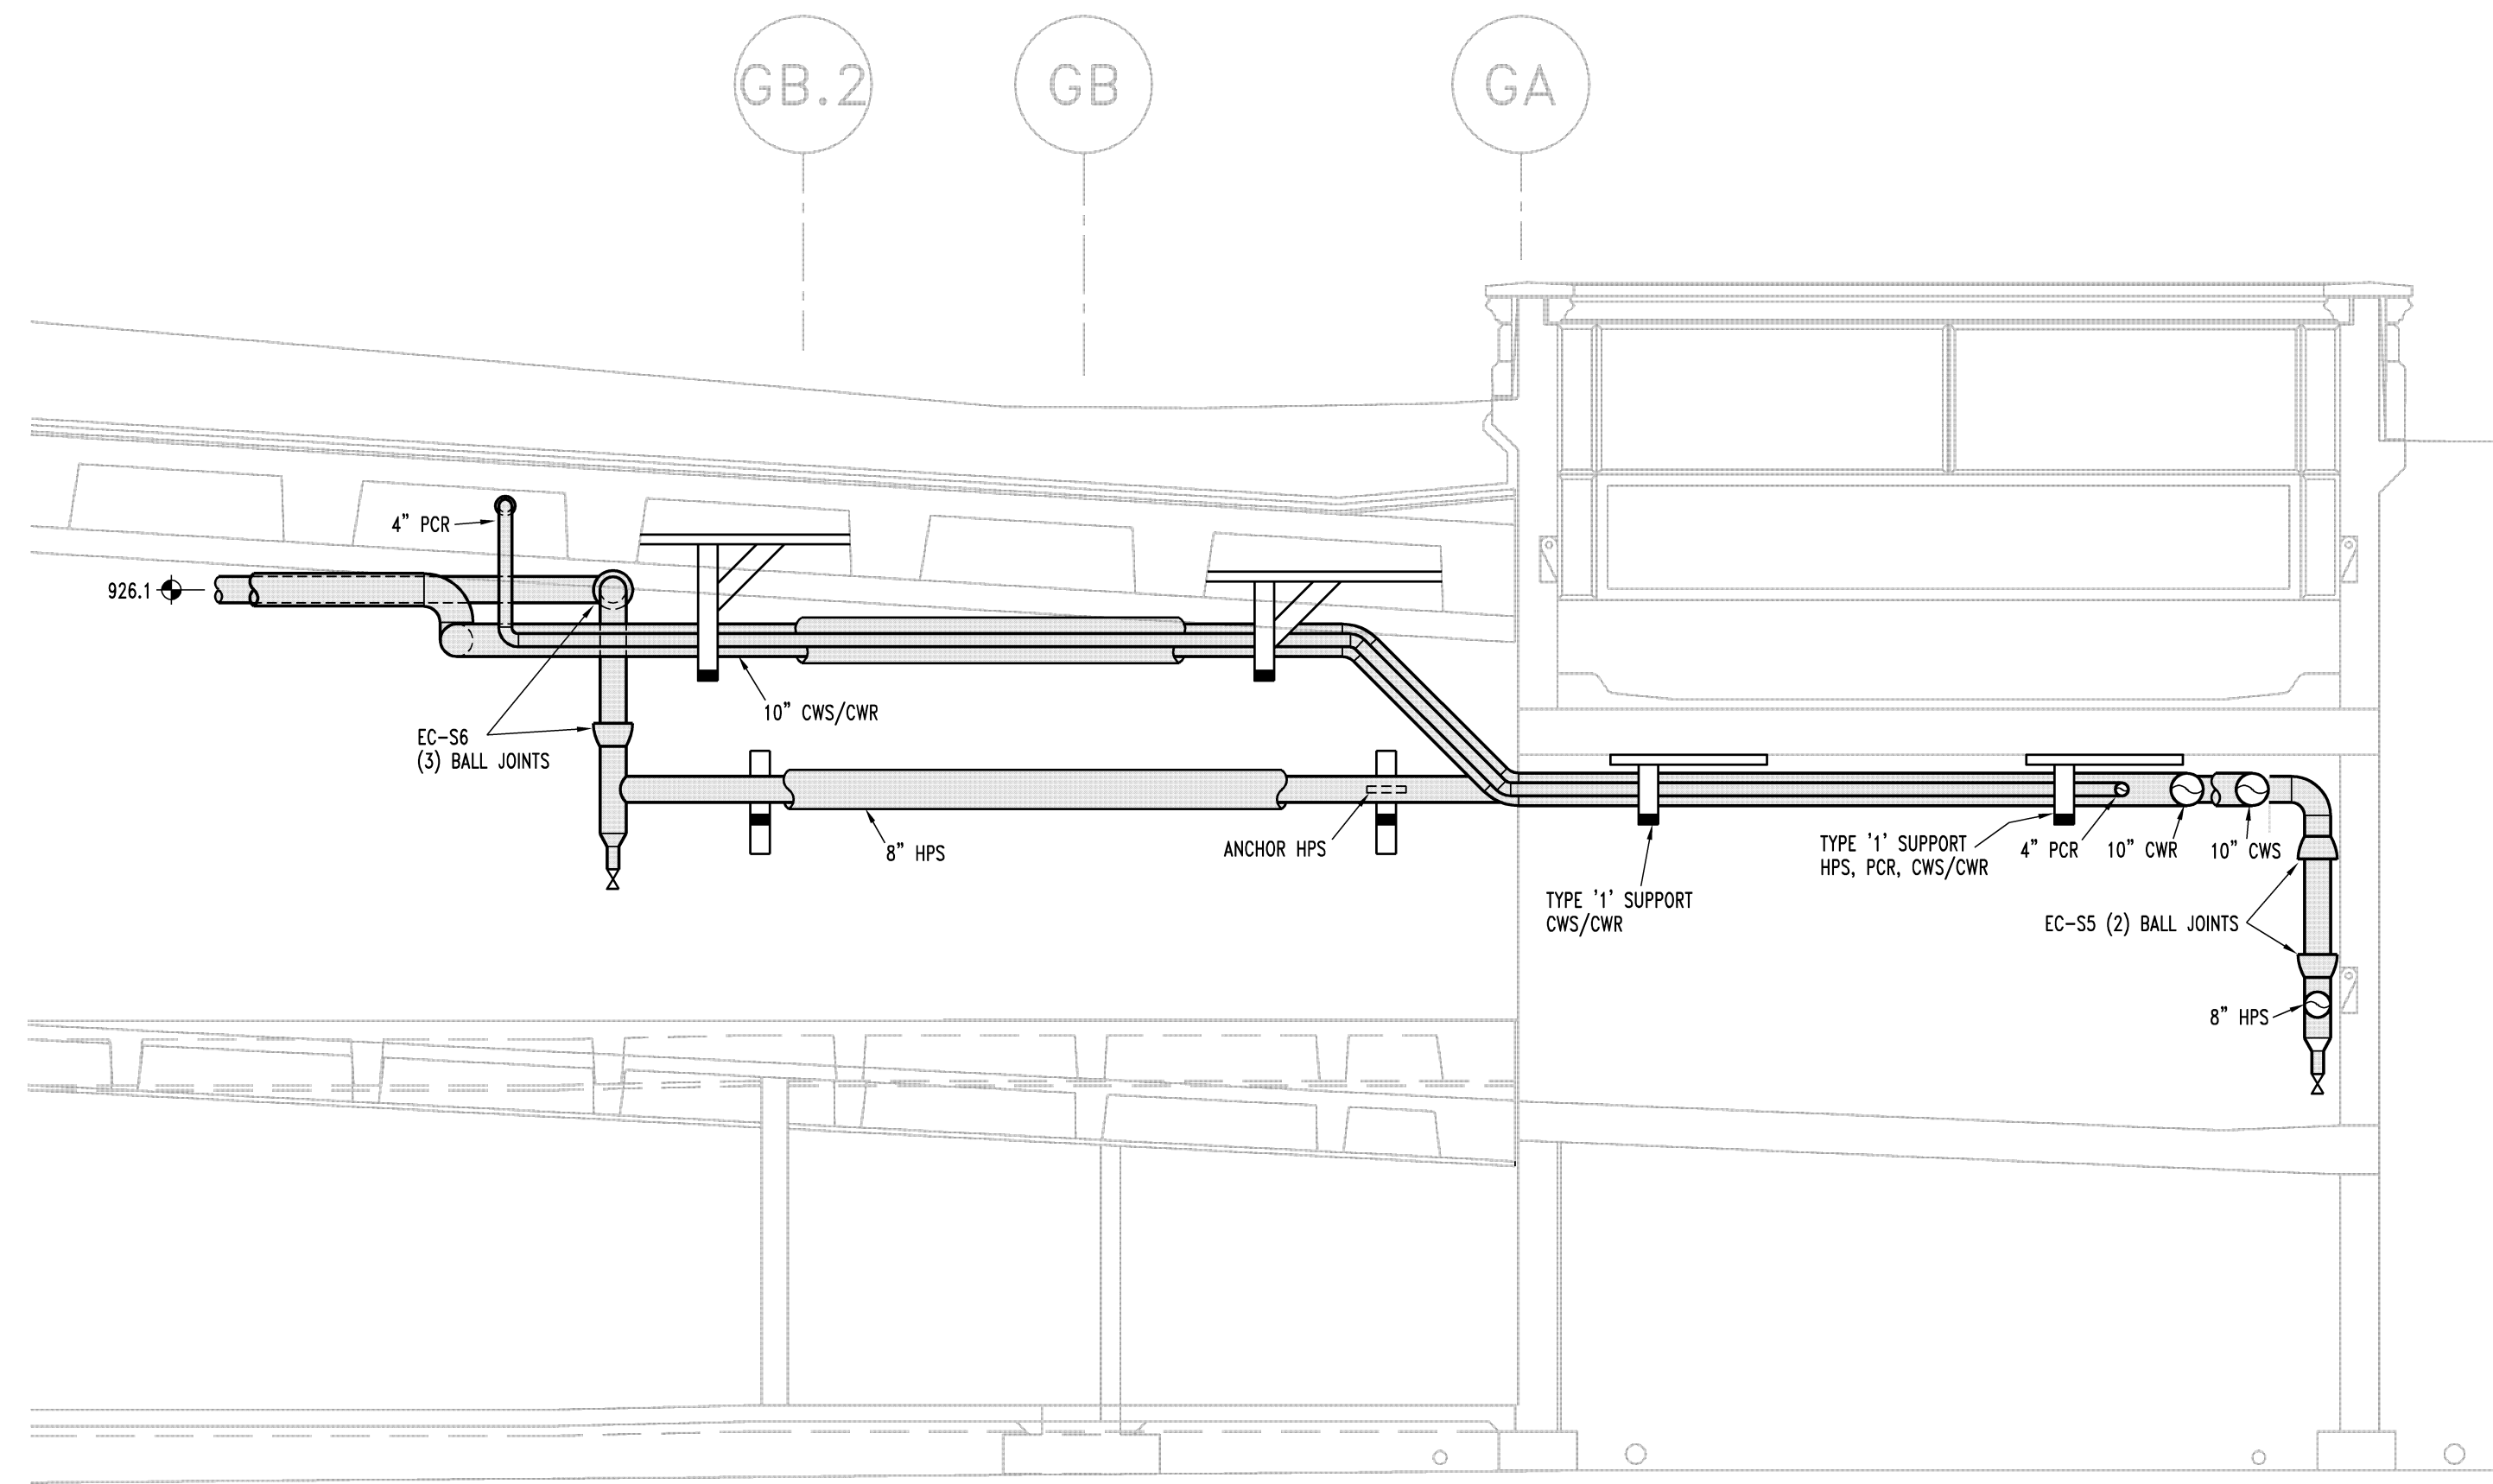 GB.2
GB
GA
4" PCR
926.1
10" CWS/CWR
EC-S6
(3) BALL JOINTS
8" HPS
ANCHOR HPS
TYPE '1' SUPPORT
CWS/CWR
TYPE '1' SUPPORT
HPS, PCR, CWS/CWR
4" PCR
10" CWR
10" CWS
EC-S5 (2) BALL JOINTS
8" HPS